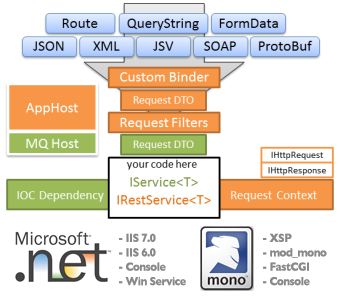 Route QueryString FormData
JSON XML JSV SOAP ProtoBuf
Custom Binder
Request DTO
AppHost
Request Filters
MQ Host
Request DTO
your code here
IHttpRequest
IHttpResponse
IOC Dependency
IService<T>
IRestService<T>
Request Context
Microsoft®
.net
- IIS 7.0
- IIS 6.0
- Console
- Win Service
mono™
- XSP
- mod_mono
- FastCGI
- Console